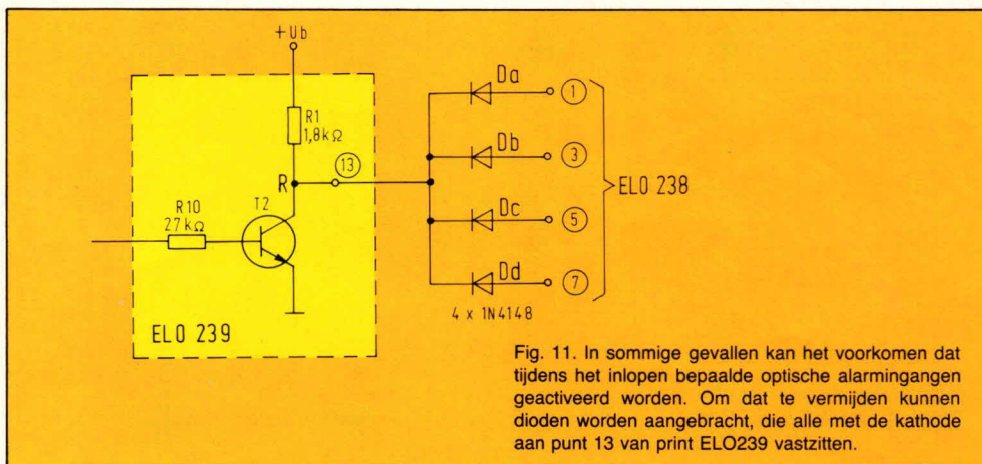 +Ub
R1
1,8kΩ
13
R
R10
27kΩ
T2
ELO 239
Da
1
Db
3
Dc
5
Dd
7
4 x 1N4148
ELO 238
Fig. 11. In sommige gevallen kan het voorkomen dat
tijdens het inlopen bepaalde optische alarmingangen
geactiveerd worden. Om dat te vermijden kunnen
dioden worden aangebracht, die alle met de kathode
aan punt 13 van print ELO239 vastzitten.